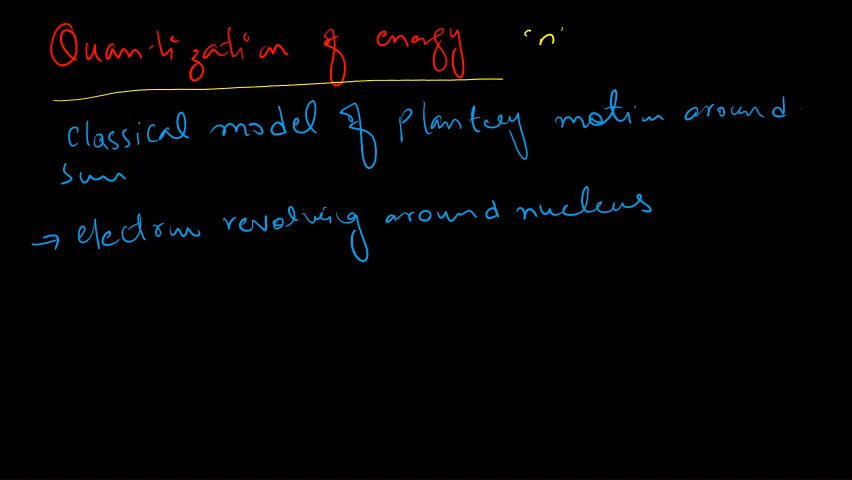 Quantization of energy 'n'
classical model of plantey motion around
sun
→ electron revolving around nucleus